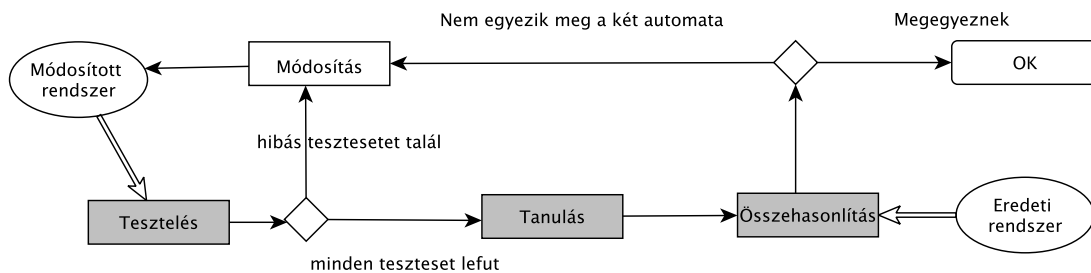 Nem egyezik meg a két automata
Megegyeznek
Módosított
rendszer
Módosítás
OK
hibás tesztesetet talál
Tesztelés
Tanulás
Összehasonlítás
Eredeti
rendszer
minden teszteset lefut